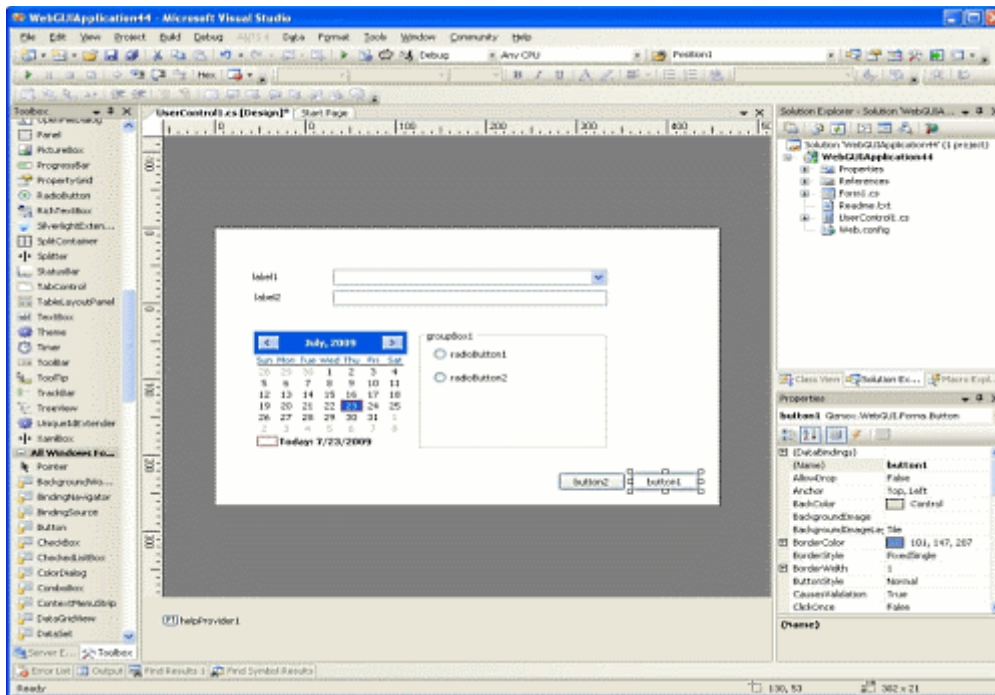 WebGUIApplication44 - Microsoft Visual Studio
File Edit View Project Build Debug Data Format Tools Window Community Help
Debug Any CPU Position1
Hex
Toolbox
UserControl1.cs [Design]* Start Page
0 0 100 200 300 400
Panel
PictureBox
ProgressBar
PropertyGrid
RadioButton
RichTextBox
SilverlightExten...
SplitContainer
Splitter
StatusBar
TabControl
TableLayoutPanel
TextBox
Theme
Timer
ToolBar
ToolTip
TrackBar
TreeView
UniqueIdExtender
XamlBox
All Windows Fo...
Pointer
BackgroundWo...
BindingNavigator
BindingSource
Button
CheckBox
CheckedListBox
ColorDialog
ComboBox
ContextMenuStrip
DataGridView
DataSet
Server E... Toolbox
label1
label2
July, 2009
Sun Mon Tue Wed Thu Fri Sat
28 29 30 1 2 3 4
5 6 7 8 9 10 11
12 13 14 15 16 17 18
19 20 21 22 23 24 25
26 27 28 29 30 31 1
2 3 4 5 6 7 8
Today: 7/23/2009
groupBox1
radioButton1
radioButton2
button2 button1
helpProvider1
Solution Explorer - Solution 'WebGUIA...
Solution 'WebGUIApplication44' (1 project)
WebGUIApplication44
Properties
References
Form1.cs
Readme.txt
UserControl1.cs
Web.config
Class View Solution Ex... Macro Expl...
Properties
button1 Gizmox.WebGUI.Forms.Button
(DataBindings)
(Name) button1
AllowDrop False
Anchor Top, Left
BackColor Control
BackgroundImage
BackgroundImageLay Tile
BorderColor 101, 147, 207
BorderStyle FixedSingle
BorderWidth 1
ButtonStyle Normal
CausesValidation True
ClickOnce False
(Name)
Error List Output Find Results 1 Find Symbol Results
Ready 382 x 21